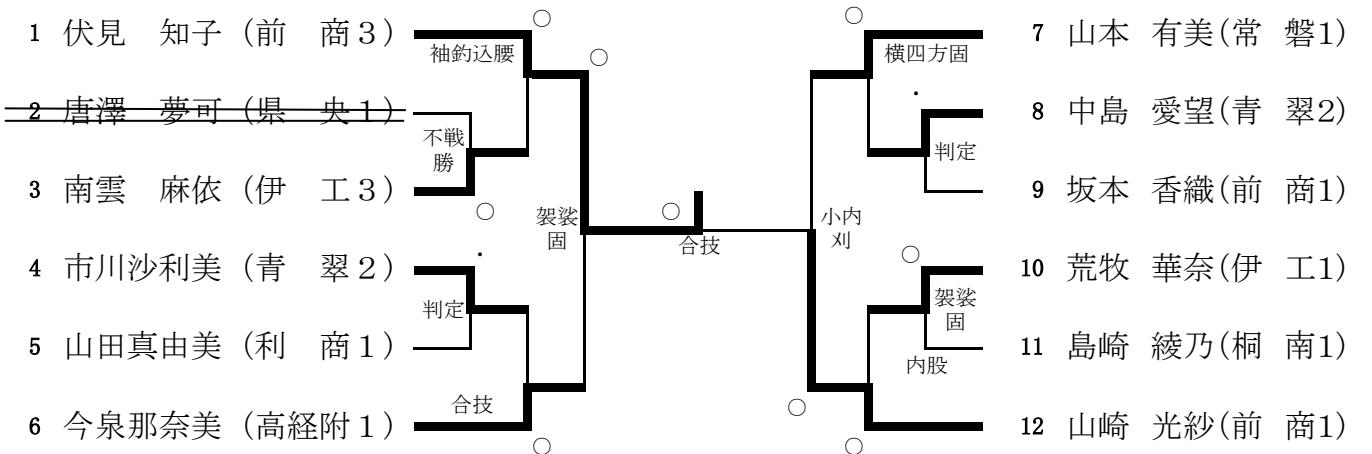 1 伏見 知子 (前 商3)
袖釣込腰
2 唐澤 夢可 (県 央1)
不戦
勝
3 南雲 麻依 (伊 工3)
4 市川沙利美 (青 翠2)
判定
5 山田真由美 (利 商1)
合技
6 今泉那奈美 (高経附1)
袈裟
固
合技
小内
刈
7 山本 有美(常 磐1)
横四方固
8 中島 愛望(青 翠2)
判定
9 坂本 香織(前 商1)
10 荒牧 華奈(伊 工1)
袈裟
固
11 島崎 綾乃(桐 南1)
内股
12 山崎 光紗(前 商1)